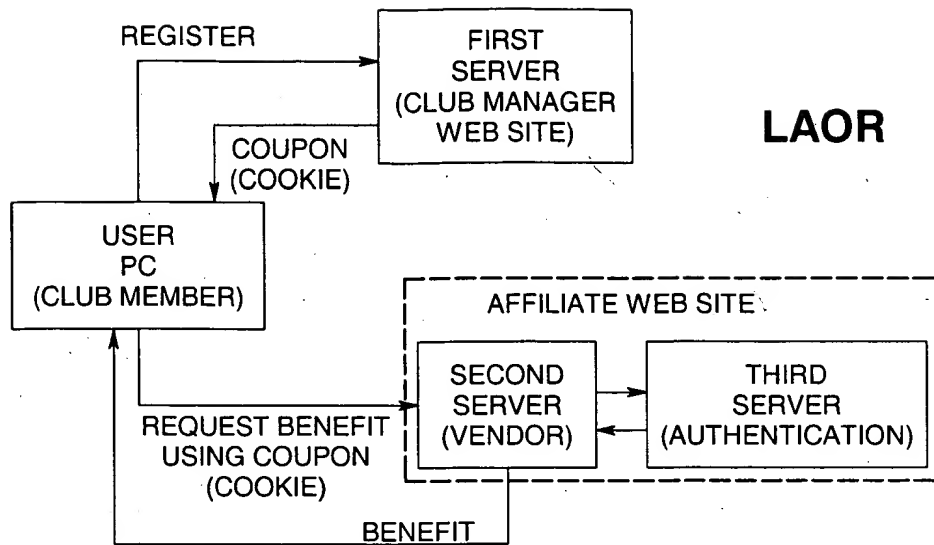 REGISTER
FIRST
SERVER
(CLUB MANAGER
WEB SITE)
LAOR
COUPON
(COOKIE)
USER
PC
(CLUB MEMBER)
AFFILIATE WEB SITE
SECOND
SERVER
(VENDOR)
THIRD
SERVER
(AUTHENTICATION)
REQUEST BENEFIT
USING COUPON
(COOKIE)
BENEFIT